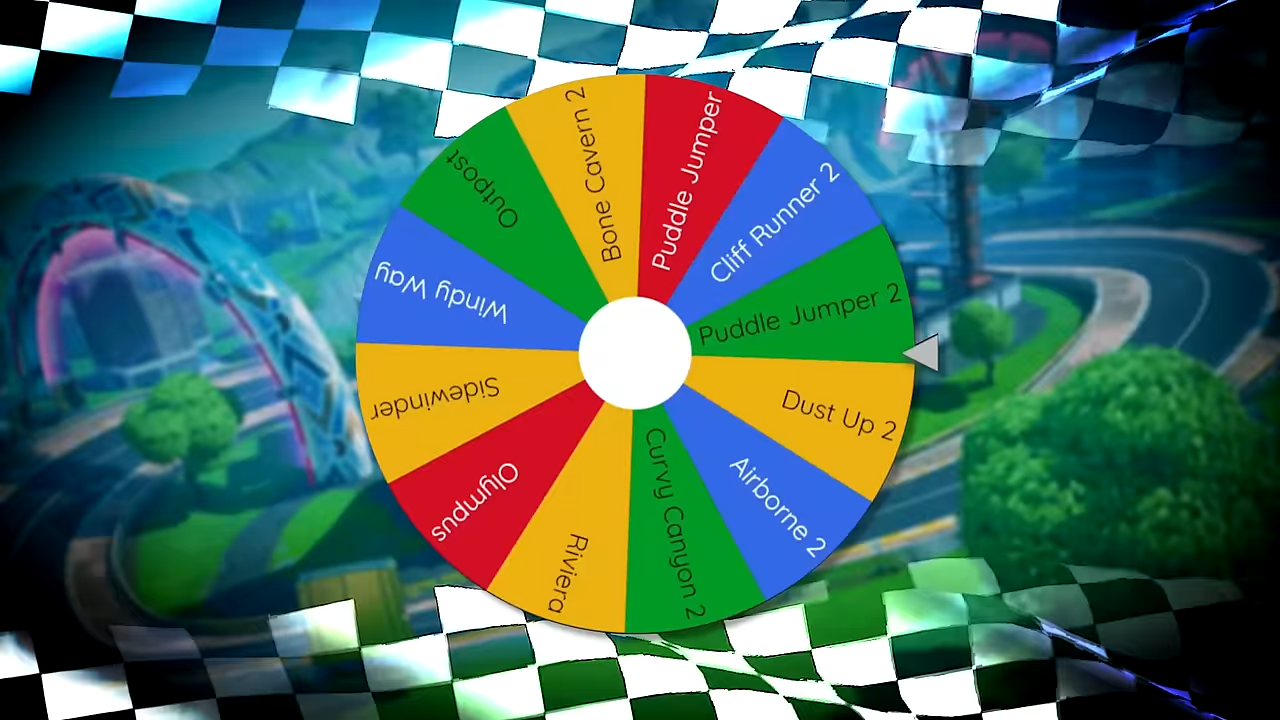 Bone Cavern 2
Puddle Jumper
Cliff Runner 2
Puddle Jumper 2
Dust Up 2
Airborne 2
Curvy Canyon 2
Riviera
Olympus
Sidewinder
Windy Way
Outpost